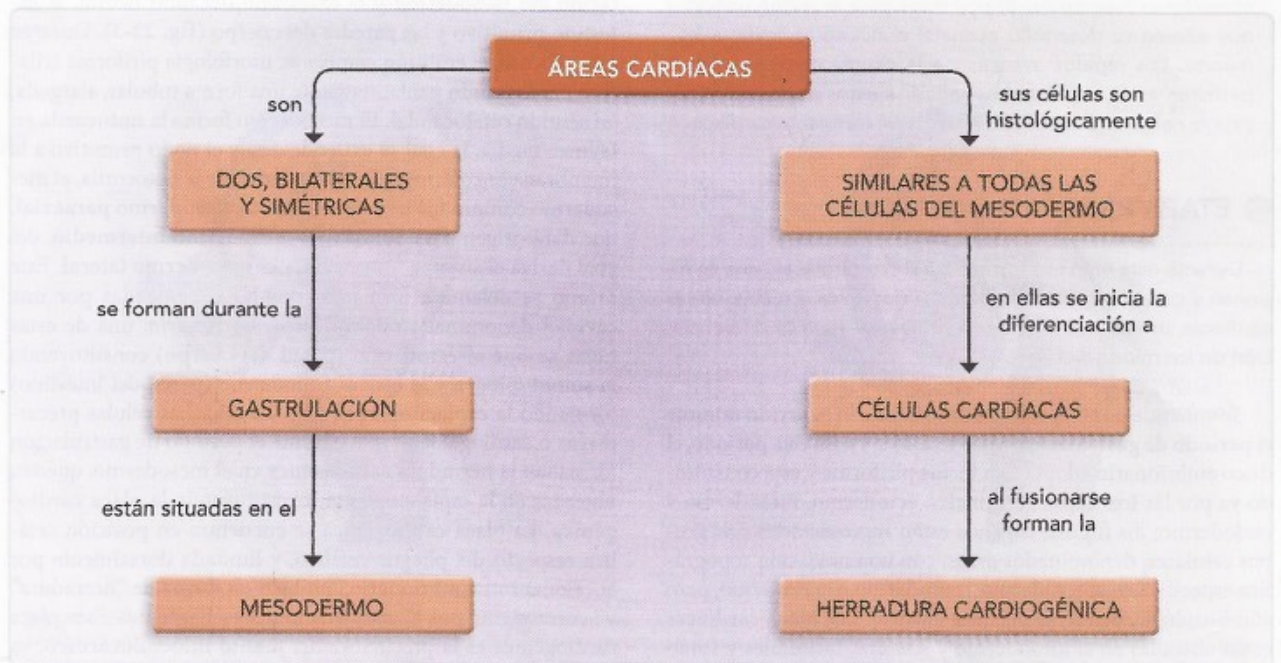 ÁREAS CARDÍACAS
son
sus células son
histológicamente
DOS, BILATERALES
Y SIMÉTRICAS
SIMILARES A TODAS LAS
CÉLULAS DEL MESODERMO
se forman durante la
en ellas se inicia la
diferenciación a
GASTRULACIÓN
CÉLULAS CARDÍACAS
están situadas en el
al fusionarse
forman la
MESODERMO
HERRADURA CARDIOGÉNICA